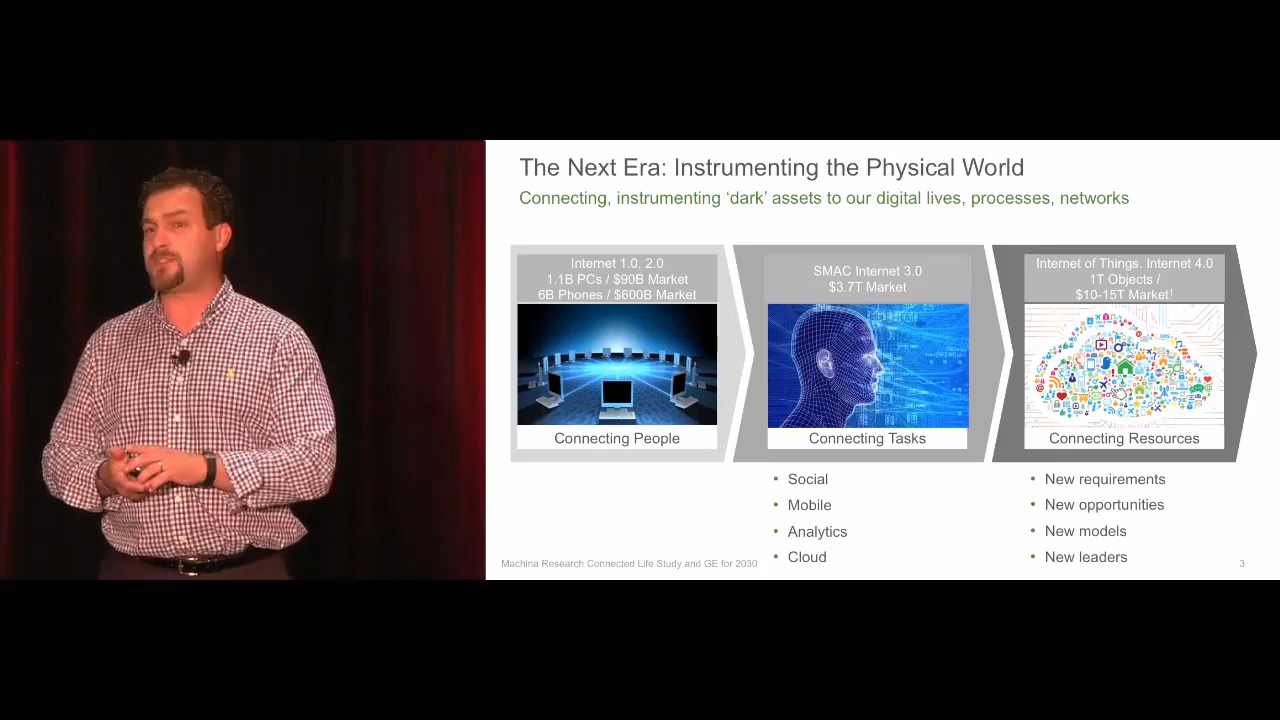 The Next Era: Instrumenting the Physical World
Connecting, instrumenting ‘dark’ assets to our digital lives, processes, networks
Internet 1.0, 2.0
1.1B PCs / $90B Market
6B Phones / $600B Market
Connecting People
SMAC Internet 3.0
$3.7T Market
Connecting Tasks
• Social
• Mobile
• Analytics
• Cloud
Internet of Things. Internet 4.0
1T Objects /
$10-15T Market¹
Connecting Resources
• New requirements
• New opportunities
• New models
• New leaders
Machina Research Connected Life Study and GE for 2030
3